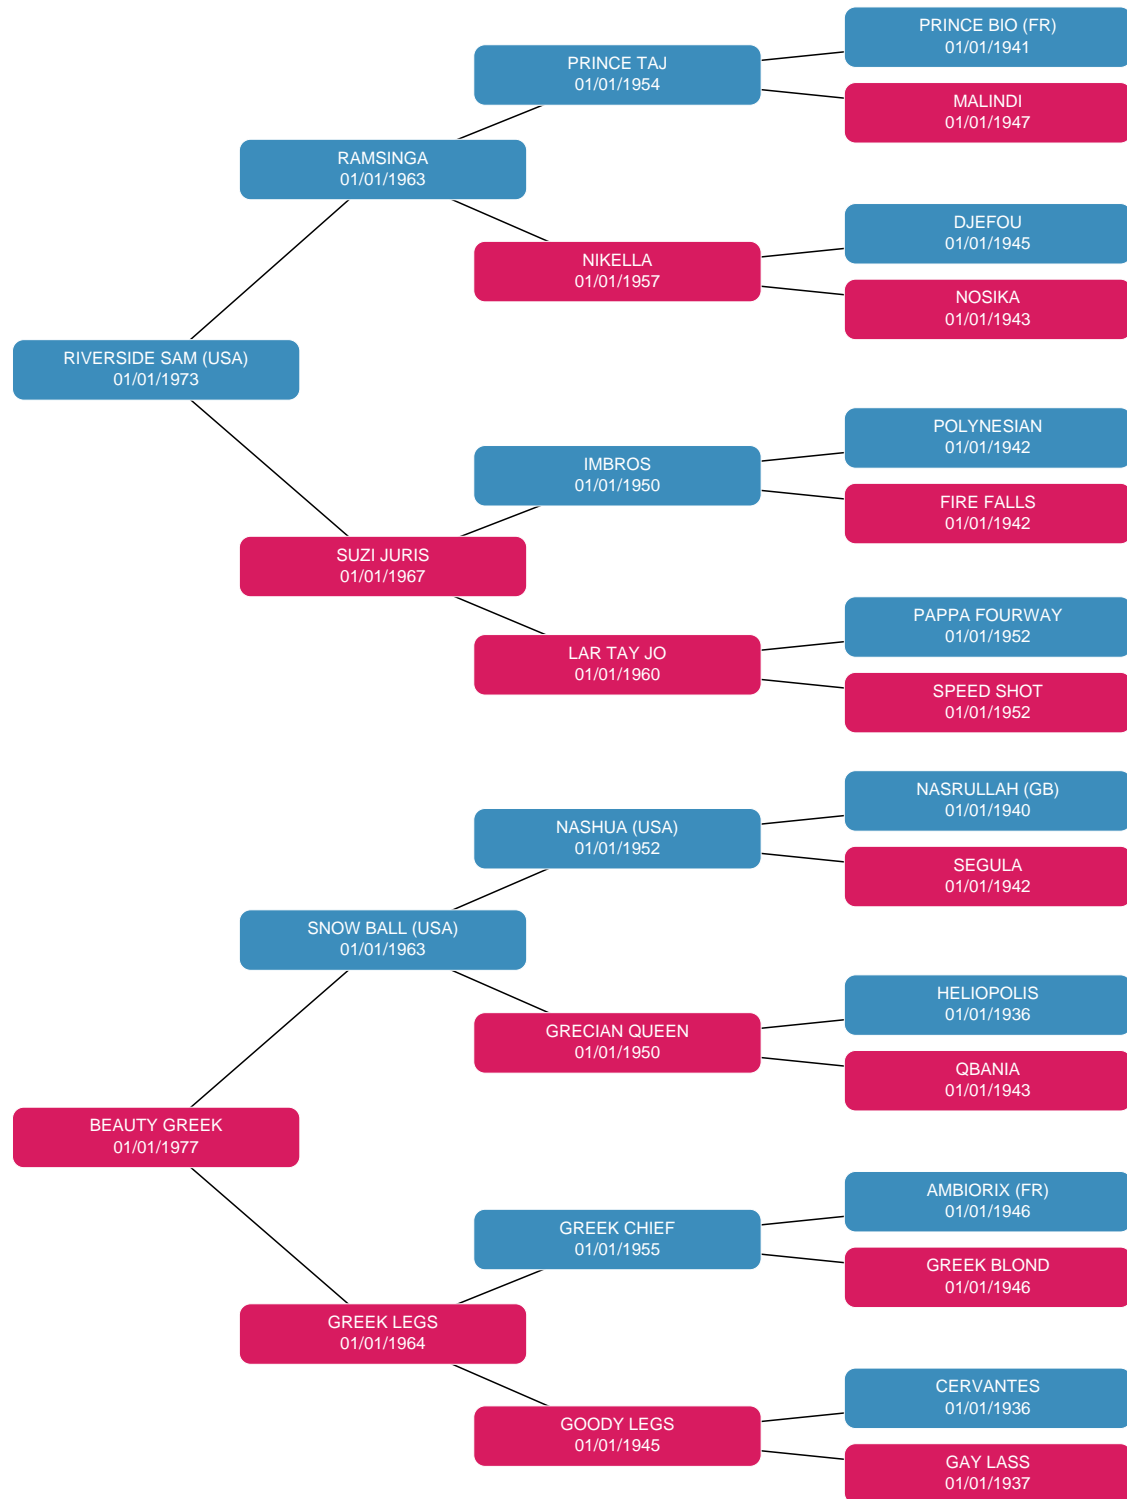 PRINCE BIO (FR)
01/01/1941
PRINCE TAJ
01/01/1954
MALINDI
01/01/1947
RAMSINGA
01/01/1963
DJEFOU
01/01/1945
NIKELLA
01/01/1957
NOSIKA
01/01/1943
RIVERSIDE SAM (USA)
01/01/1973
POLYNESIAN
01/01/1942
IMBROS
01/01/1950
FIRE FALLS
01/01/1942
SUZI JURIS
01/01/1967
PAPPA FOURWAY
01/01/1952
LAR TAY JO
01/01/1960
SPEED SHOT
01/01/1952
NASRULLAH (GB)
01/01/1940
NASHUA (USA)
01/01/1952
SEGULA
01/01/1942
SNOW BALL (USA)
01/01/1963
HELIOPOLIS
01/01/1936
GRECIAN QUEEN
01/01/1950
QBANIA
01/01/1943
BEAUTY GREEK
01/01/1977
AMBIORIX (FR)
01/01/1946
GREEK CHIEF
01/01/1955
GREEK BLOND
01/01/1946
GREEK LEGS
01/01/1964
CERVANTES
01/01/1936
GOODY LEGS
01/01/1945
GAY LASS
01/01/1937